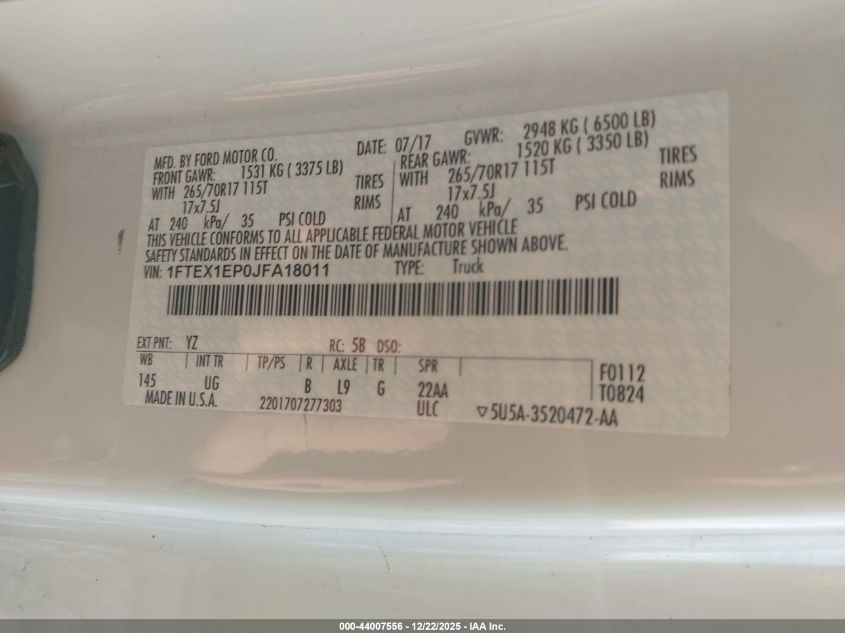 MFD. BY FORD MOTOR CO. DATE: 07/17 GVWR: 2948 KG ( 6500 LB)
FRONT GAWR: 1531 KG ( 3375 LB) REAR GAWR: 1520 KG ( 3350 LB)
WITH 265/70R17 115T TIRES WITH 265/70R17 115T TIRES
17x7.5J RIMS 17x7.5J RIMS
AT 240 kPa/ 35 PSI COLD AT 240 kPa/ 35 PSI COLD
THIS VEHICLE CONFORMS TO ALL APPLICABLE FEDERAL MOTOR VEHICLE
SAFETY STANDARDS IN EFFECT ON THE DATE OF MANUFACTURE SHOWN ABOVE.
VIN: 1FTEX1EP0JFA18011 TYPE: Truck
EXT PNT: YZ RC: 58 DSO:
WB INT TR TP/PS R AXLE TR SPR F0112
145 UG B L9 G 22AA T0824
MADE IN U.S.A. 2201707277303 ULC ▽5U5A-3520472-AA
000-44007556 - 12/22/2025 - IAA Inc.